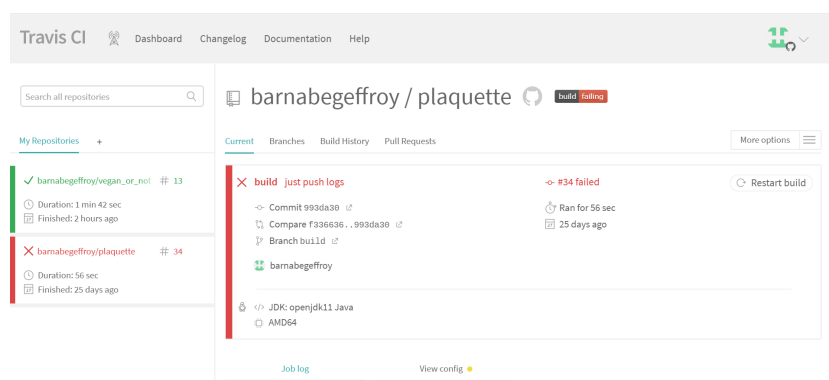 Travis CI Dashboard Changelog Documentation Help
Search all repositories
barnabegeffroy / plaquette build failing
My Repositories +
Current Branches Build History Pull Requests More options
barnabegeffroy/vegan_or_not # 13
Duration: 1 min 42 sec
Finished: 2 hours ago
barnabegeffroy/plaquette # 34
Duration: 56 sec
Finished: 25 days ago
build just push logs #34 failed Restart build
Commit 993da30 Ran for 56 sec
Compare f336636..993da30 25 days ago
Branch build
barnabegeffroy
JDK: openjdk11 Java
AMD64
Job log View config